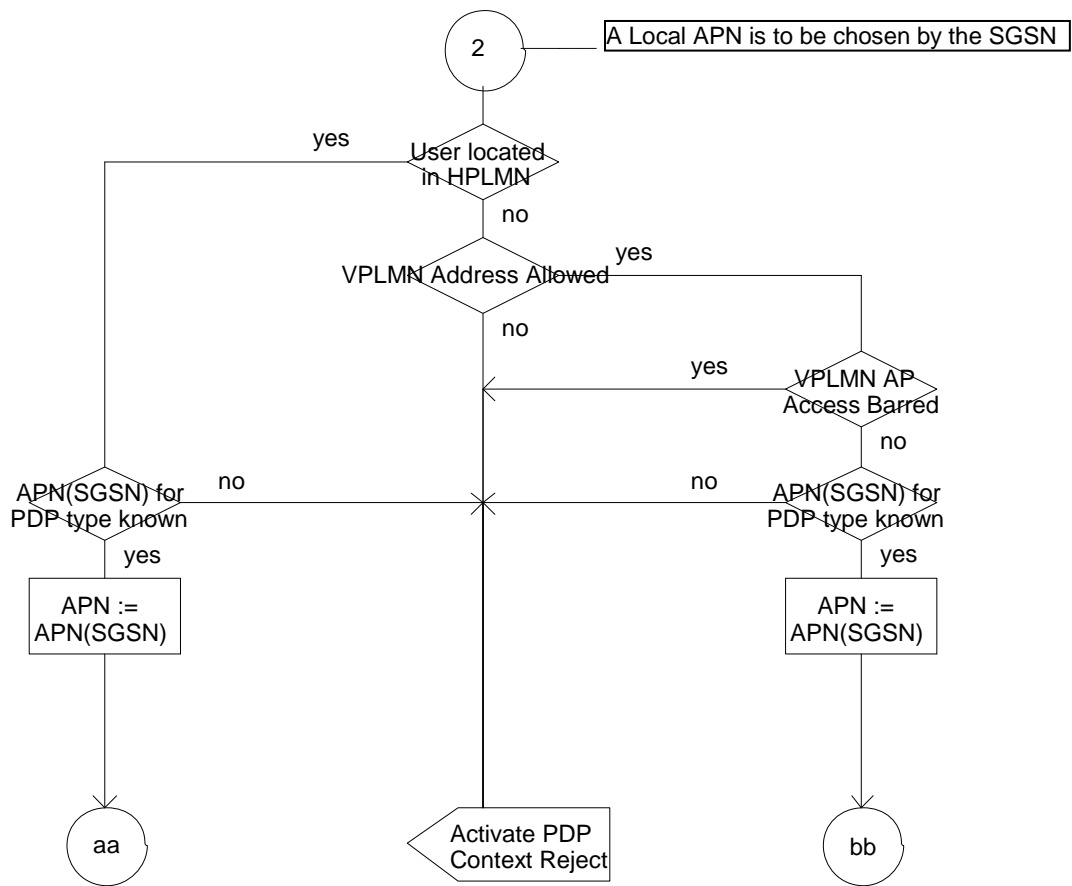 2
A Local APN is to be chosen by the SGSN
yes
User located
in HPLMN
no
VPLMN Address Allowed
yes
no
yes
VPLMN AP
Access Barred
no
APN(SGSN) for
PDP type known
no
no
APN(SGSN) for
PDP type known
yes
yes
APN :=
APN(SGSN)
APN :=
APN(SGSN)
aa
Activate PDP
Context Reject
bb